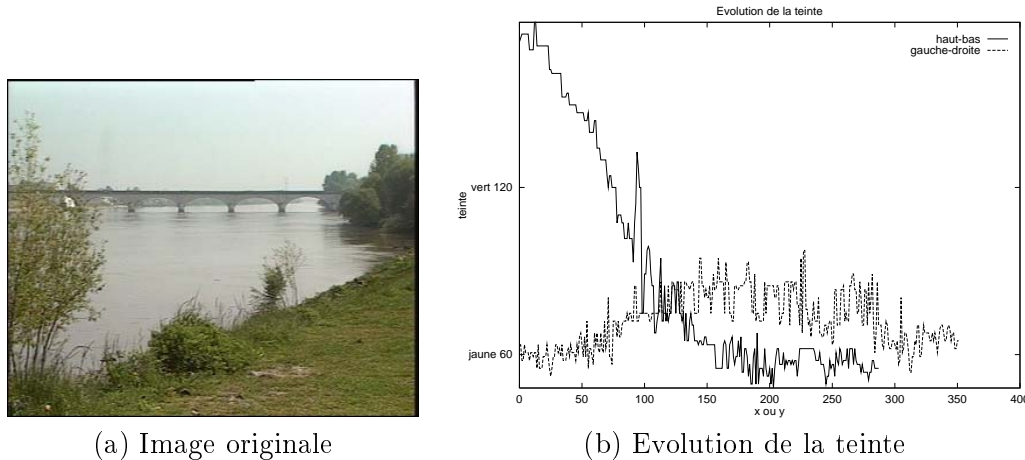 Evolution de la teinte
haut-bas
gauche-droite
vert 120
teinte
jaune 60
0 50 100 150 200 250 300 350 400
x ou y
(a) Image originale
(b) Evolution de la teinte